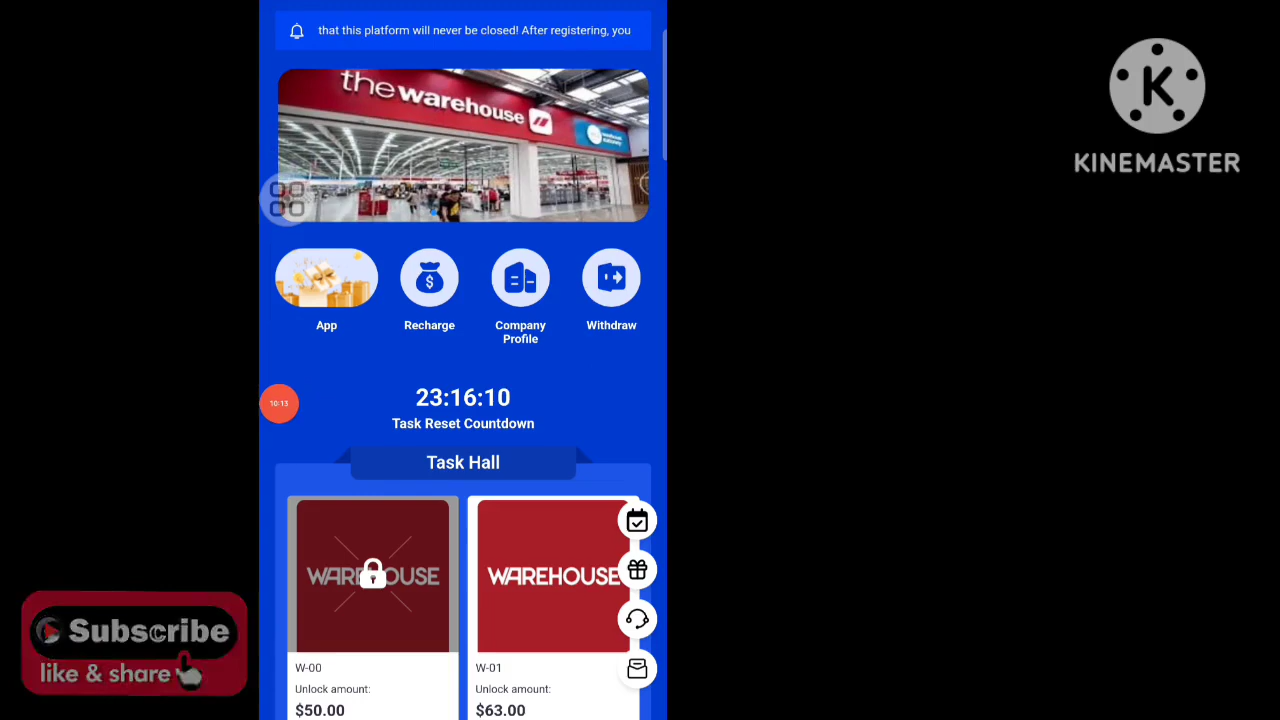 that this platform will never be closed! After registering, you
the warehouse
KINEMASTER
App
Recharge
Company
Profile
Withdraw
10:13
23:16:10
Task Reset Countdown
Task Hall
WAREHOUSE
WAREHOUSE
Subscribe
like & share
W-00
W-01
Unlock amount:
Unlock amount:
$50.00
$63.00